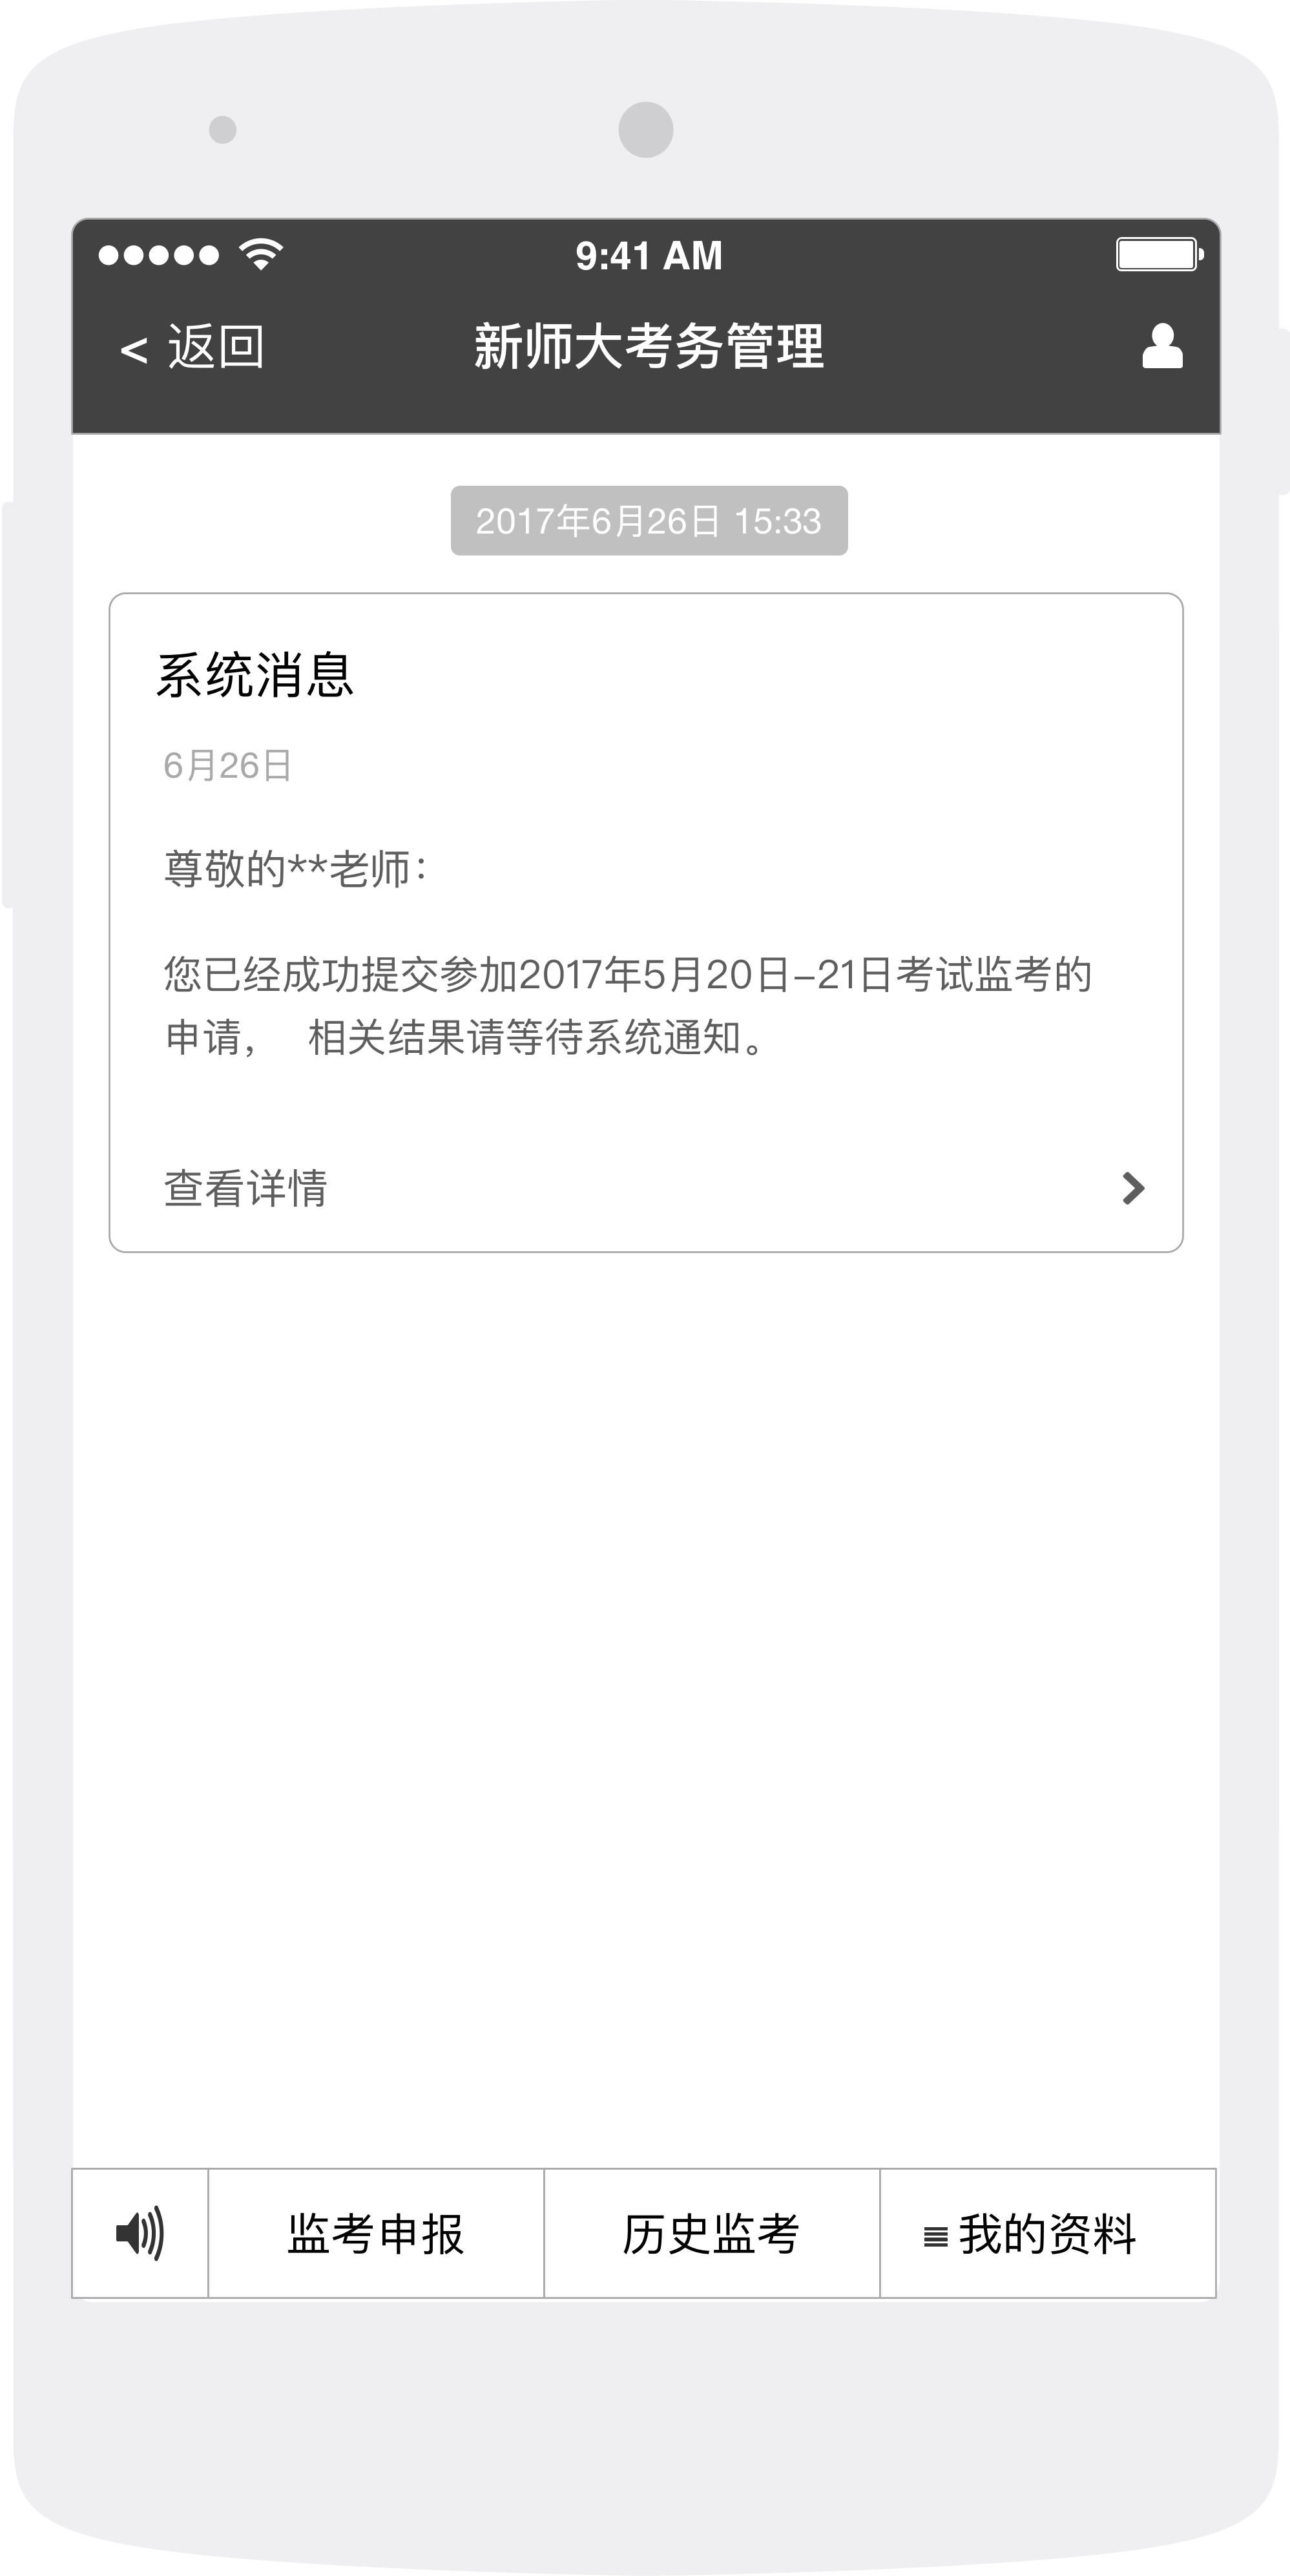 9:41 AM
< 返回
新师大考务管理
2017年6月26日 15:33
系统消息
6月26日
尊敬的**老师：
您已经成功提交参加2017年5月20日-21日考试监考的
申请， 相关结果请等待系统通知。
查看详情
监考申报
历史监考
我的资料